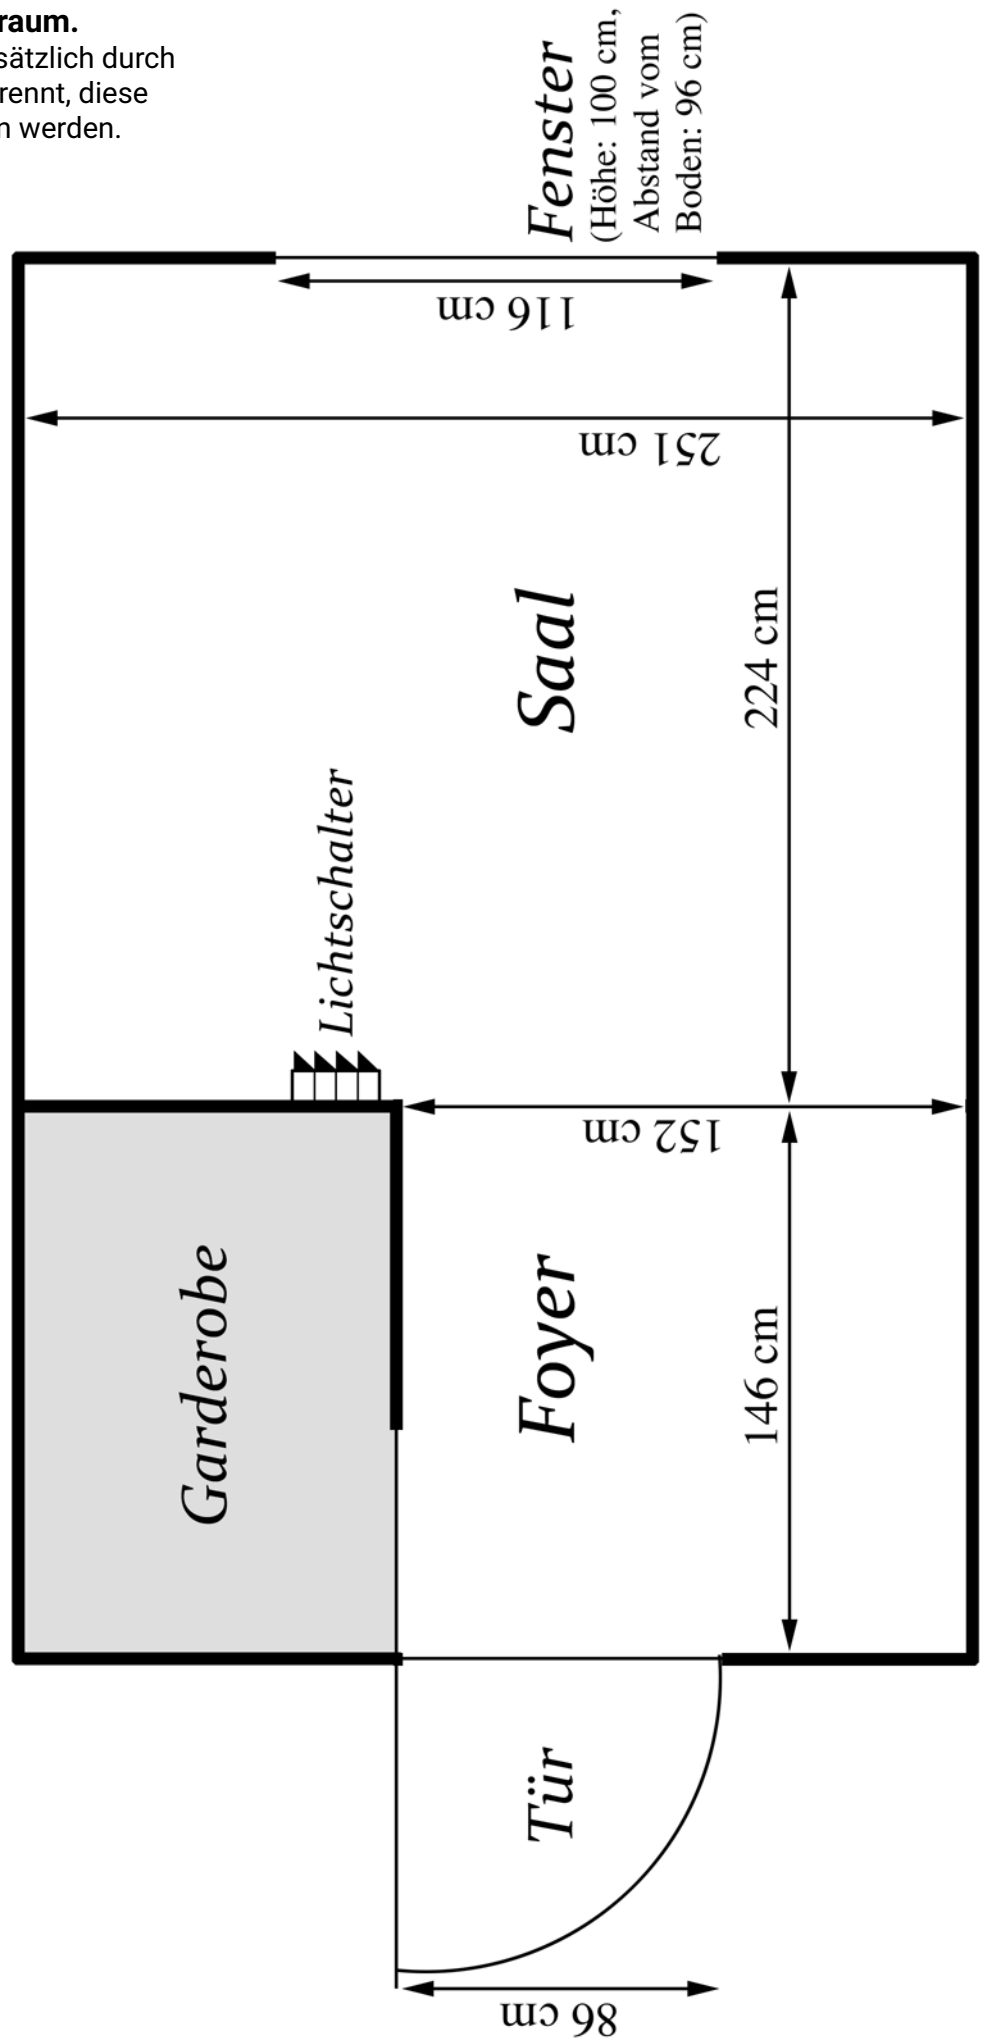 raum.
sätzlich durch
rennt, diese
n werden.
Fenster
(Höhe: 100 cm,
Abstand vom
Boden: 96 cm)
116 cm
251 cm
Saal
224 cm
Lichtschalter
152 cm
Garderobe
Foyer
146 cm
Tür
86 cm